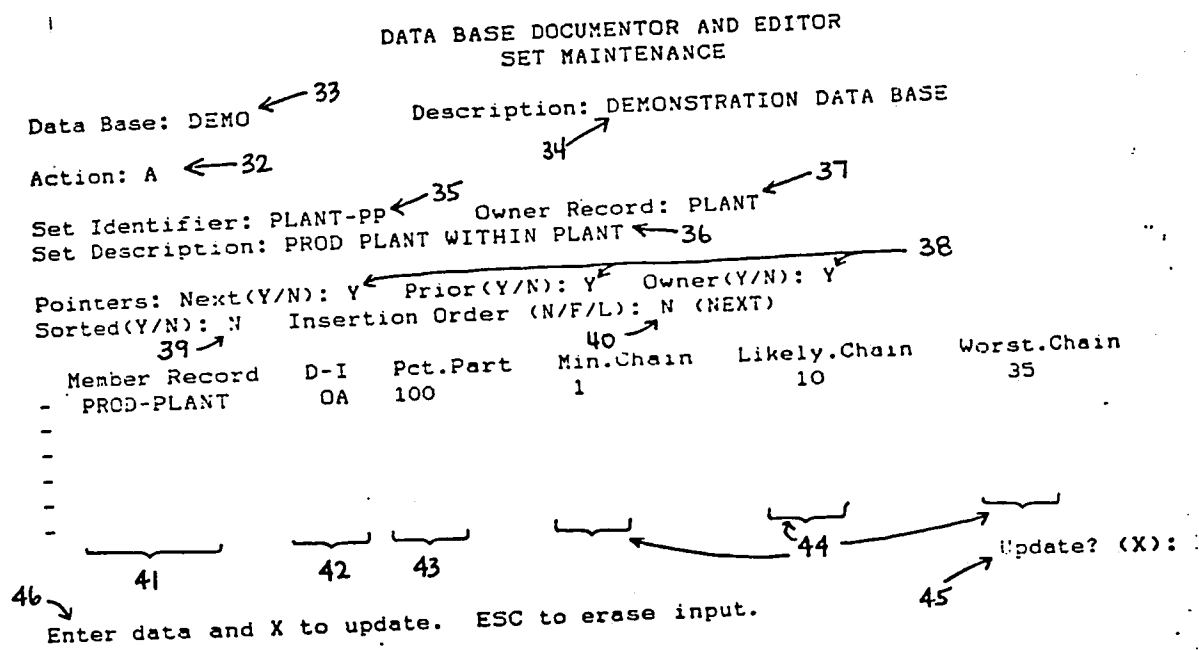 DATA BASE DOCUMENTOR AND EDITOR
SET MAINTENANCE
Data Base: DEMO 33 Description: DEMONSTRATION DATA BASE
34
Action: A 32
35 37
Set Identifier: PLANT-PP Owner Record: PLANT
Set Description: PROD PLANT WITHIN PLANT 36
38
Pointers: Next(Y/N): Y Prior(Y/N): Y Owner(Y/N): Y
Sorted(Y/N): N Insertion Order (N/F/L): N (NEXT)
39 40
Member Record D-I Pct.Part Min.Chain Likely.Chain Worst.Chain
- PROD-PLANT OA 100 1 10 35
-
-
-
-
-
41 42 43 44 Update? (X):
46 45
Enter data and X to update. ESC to erase input.